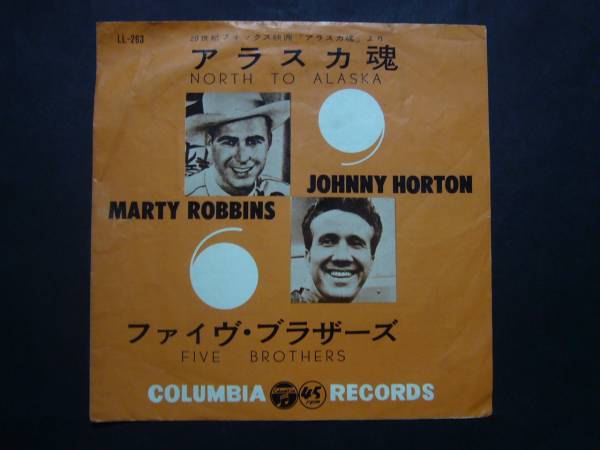 LL-263
20世紀フォックス映画「アラスカ魂」より
アラスカ魂
NORTH TO ALASKA
JOHNNY HORTON
MARTY ROBBINS
ファイヴ・ブラザーズ
FIVE BROTHERS
COLUMBIA Columbia 45 rpm RECORDS